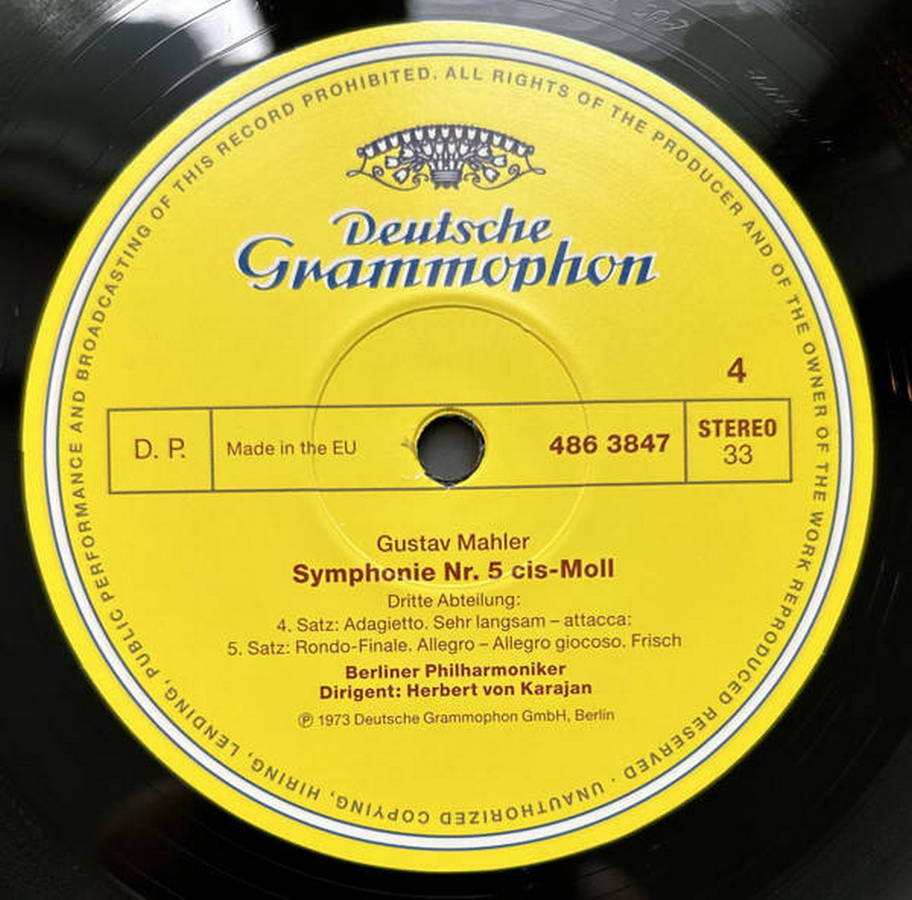 UNAUTHORIZED COPYING, HIRING, LENDING, PUBLIC PERFORMANCE AND BROADCASTING OF THIS RECORD PROHIBITED. ALL RIGHTS OF THE PRODUCER AND OF THE OWNER OF THE WORK REPRODUCED RESERVED ·
Deutsche
Grammophon
4
D. P.
Made in the EU
486 3847
STEREO
33
Gustav Mahler
Symphonie Nr. 5 cis-Moll
Dritte Abteilung:
4. Satz: Adagietto. Sehr langsam – attacca:
5. Satz: Rondo-Finale. Allegro – Allegro giocoso. Frisch
Berliner Philharmoniker
Dirigent: Herbert von Karajan
℗ 1973 Deutsche Grammophon GmbH, Berlin